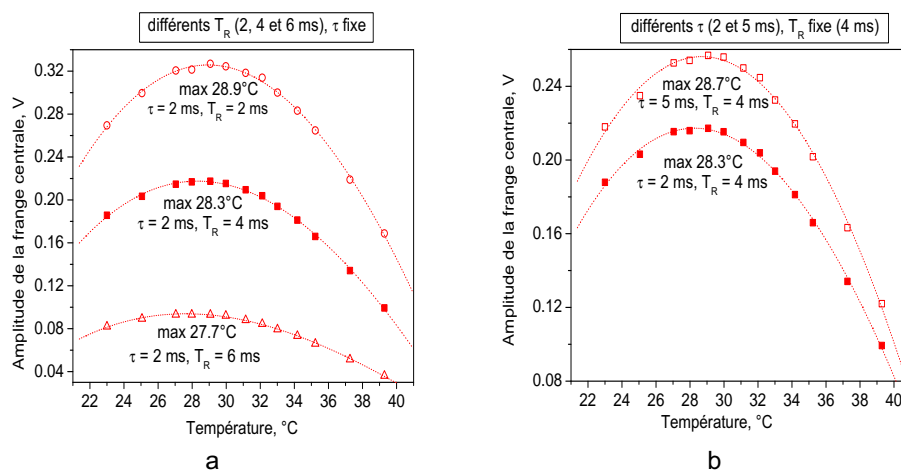 différents T_R (2, 4 et 6 ms), τ fixe
Amplitude de la frange centrale, V
0.32
0.28
0.24
0.20
0.16
0.12
0.08
0.04
max 28.9°C
τ = 2 ms, T_R = 2 ms
max 28.3°C
τ = 2 ms, T_R = 4 ms
max 27.7°C
τ = 2 ms, T_R = 6 ms
22 24 26 28 30 32 34 36 38 40
Température, °C
a
différents τ (2 et 5 ms), T_R fixe (4 ms)
Amplitude de la frange centrale, V
0.24
0.20
0.16
0.12
0.08
max 28.7°C
τ = 5 ms, T_R = 4 ms
max 28.3°C
τ = 2 ms, T_R = 4 ms
22 24 26 28 30 32 34 36 38 40
Température, °C
b